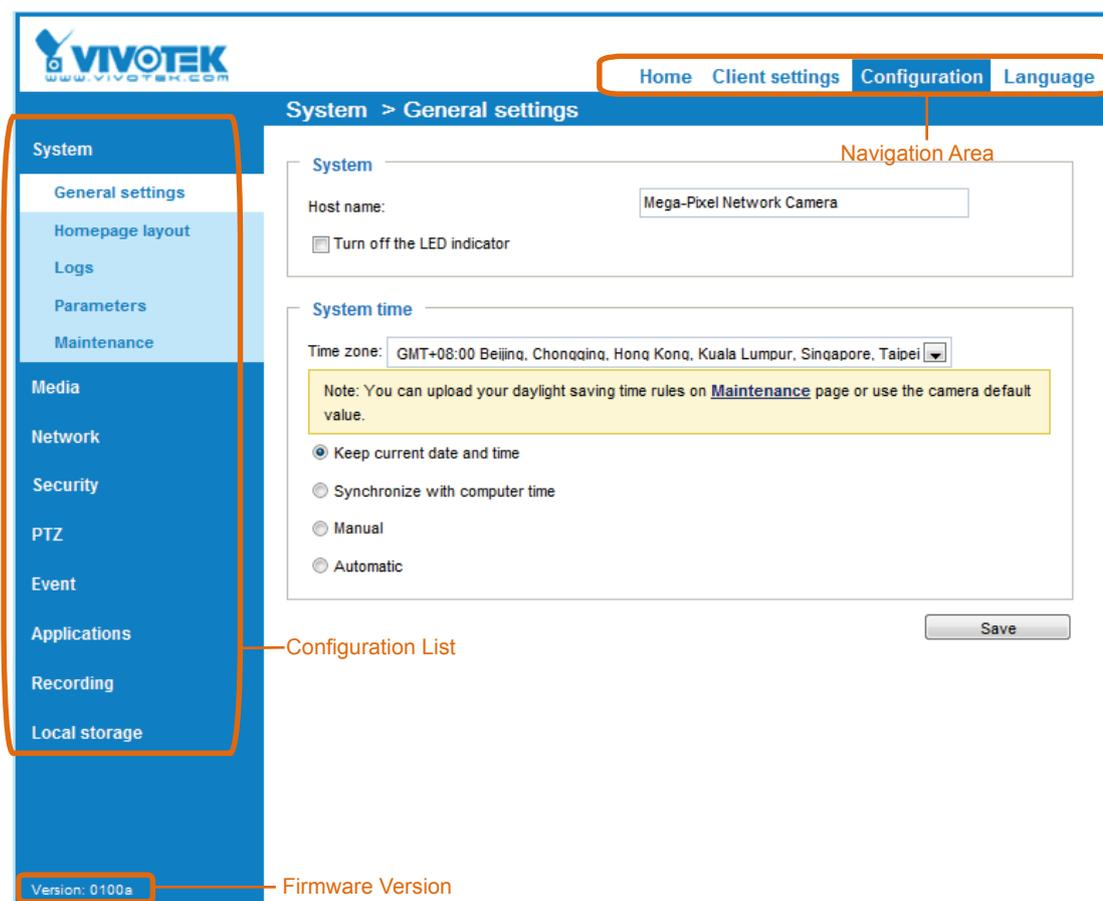 VIVOTEK
WWW.VIVOTEK.COM
Home Client settings Configuration Language
System > General settings
Navigation Area
System
General settings
Homepage layout
Logs
Parameters
Maintenance
Media
Network
Security
PTZ
Event
Applications
Recording
Local storage
Configuration List
Version: 0100a
Firmware Version
System
Host name: Mega-Pixel Network Camera
Turn off the LED indicator
System time
Time zone: GMT+08:00 Beijing, Chongqing, Hong Kong, Kuala Lumpur, Singapore, Taipei
Note: You can upload your daylight saving time rules on Maintenance page or use the camera default
value.
Keep current date and time
Synchronize with computer time
Manual
Automatic
Save